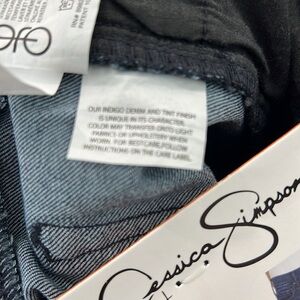 OUR INDIGO DENIM AND TINT FINISH
IS UNIQUE IN ITS CHARACTER.
COLOR MAY TRANSFER ONTO LIGHT
FABRICS OR UPHOLSTERY WHEN
WORN. FOR BEST CARE, FOLLOW
INSTRUCTIONS ON THE CARE LABEL.
Jessica Simpson